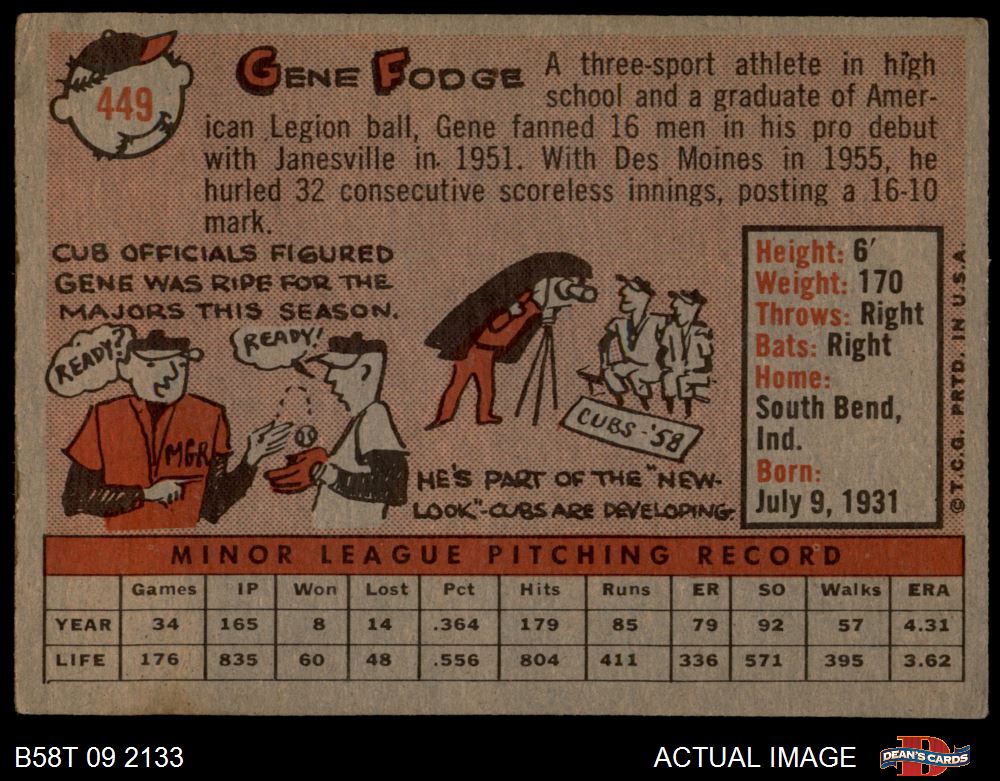 449
GENE FODGE
A three-sport athlete in high
school and a graduate of Amer-
ican Legion ball, Gene fanned 16 men in his pro debut
with Janesville in 1951. With Des Moines in 1955, he
hurled 32 consecutive scoreless innings, posting a 16-10
mark.
CUB OFFICIALS FIGURED
GENE WAS RIPE FOR THE
MAJORS THIS SEASON.
READY?
READY!
MGR
CUBS-'58
HE'S PART OF THE "NEW-
LOOK"-CUBS ARE DEVELOPING.
Height: 6'
Weight: 170
Throws: Right
Bats: Right
Home:
South Bend,
Ind.
Born:
July 9, 1931
© T.C.G. PRTD. IN U.S.A.
MINOR LEAGUE PITCHING RECORD
Games IP Won Lost Pct Hits Runs ER SO Walks ERA
YEAR 34 165 8 14 .364 179 85 79 92 57 4.31
LIFE 176 835 60 48 .556 804 411 336 571 395 3.62
B58T 09 2133
ACTUAL IMAGE
D
DEAN'S CARDS